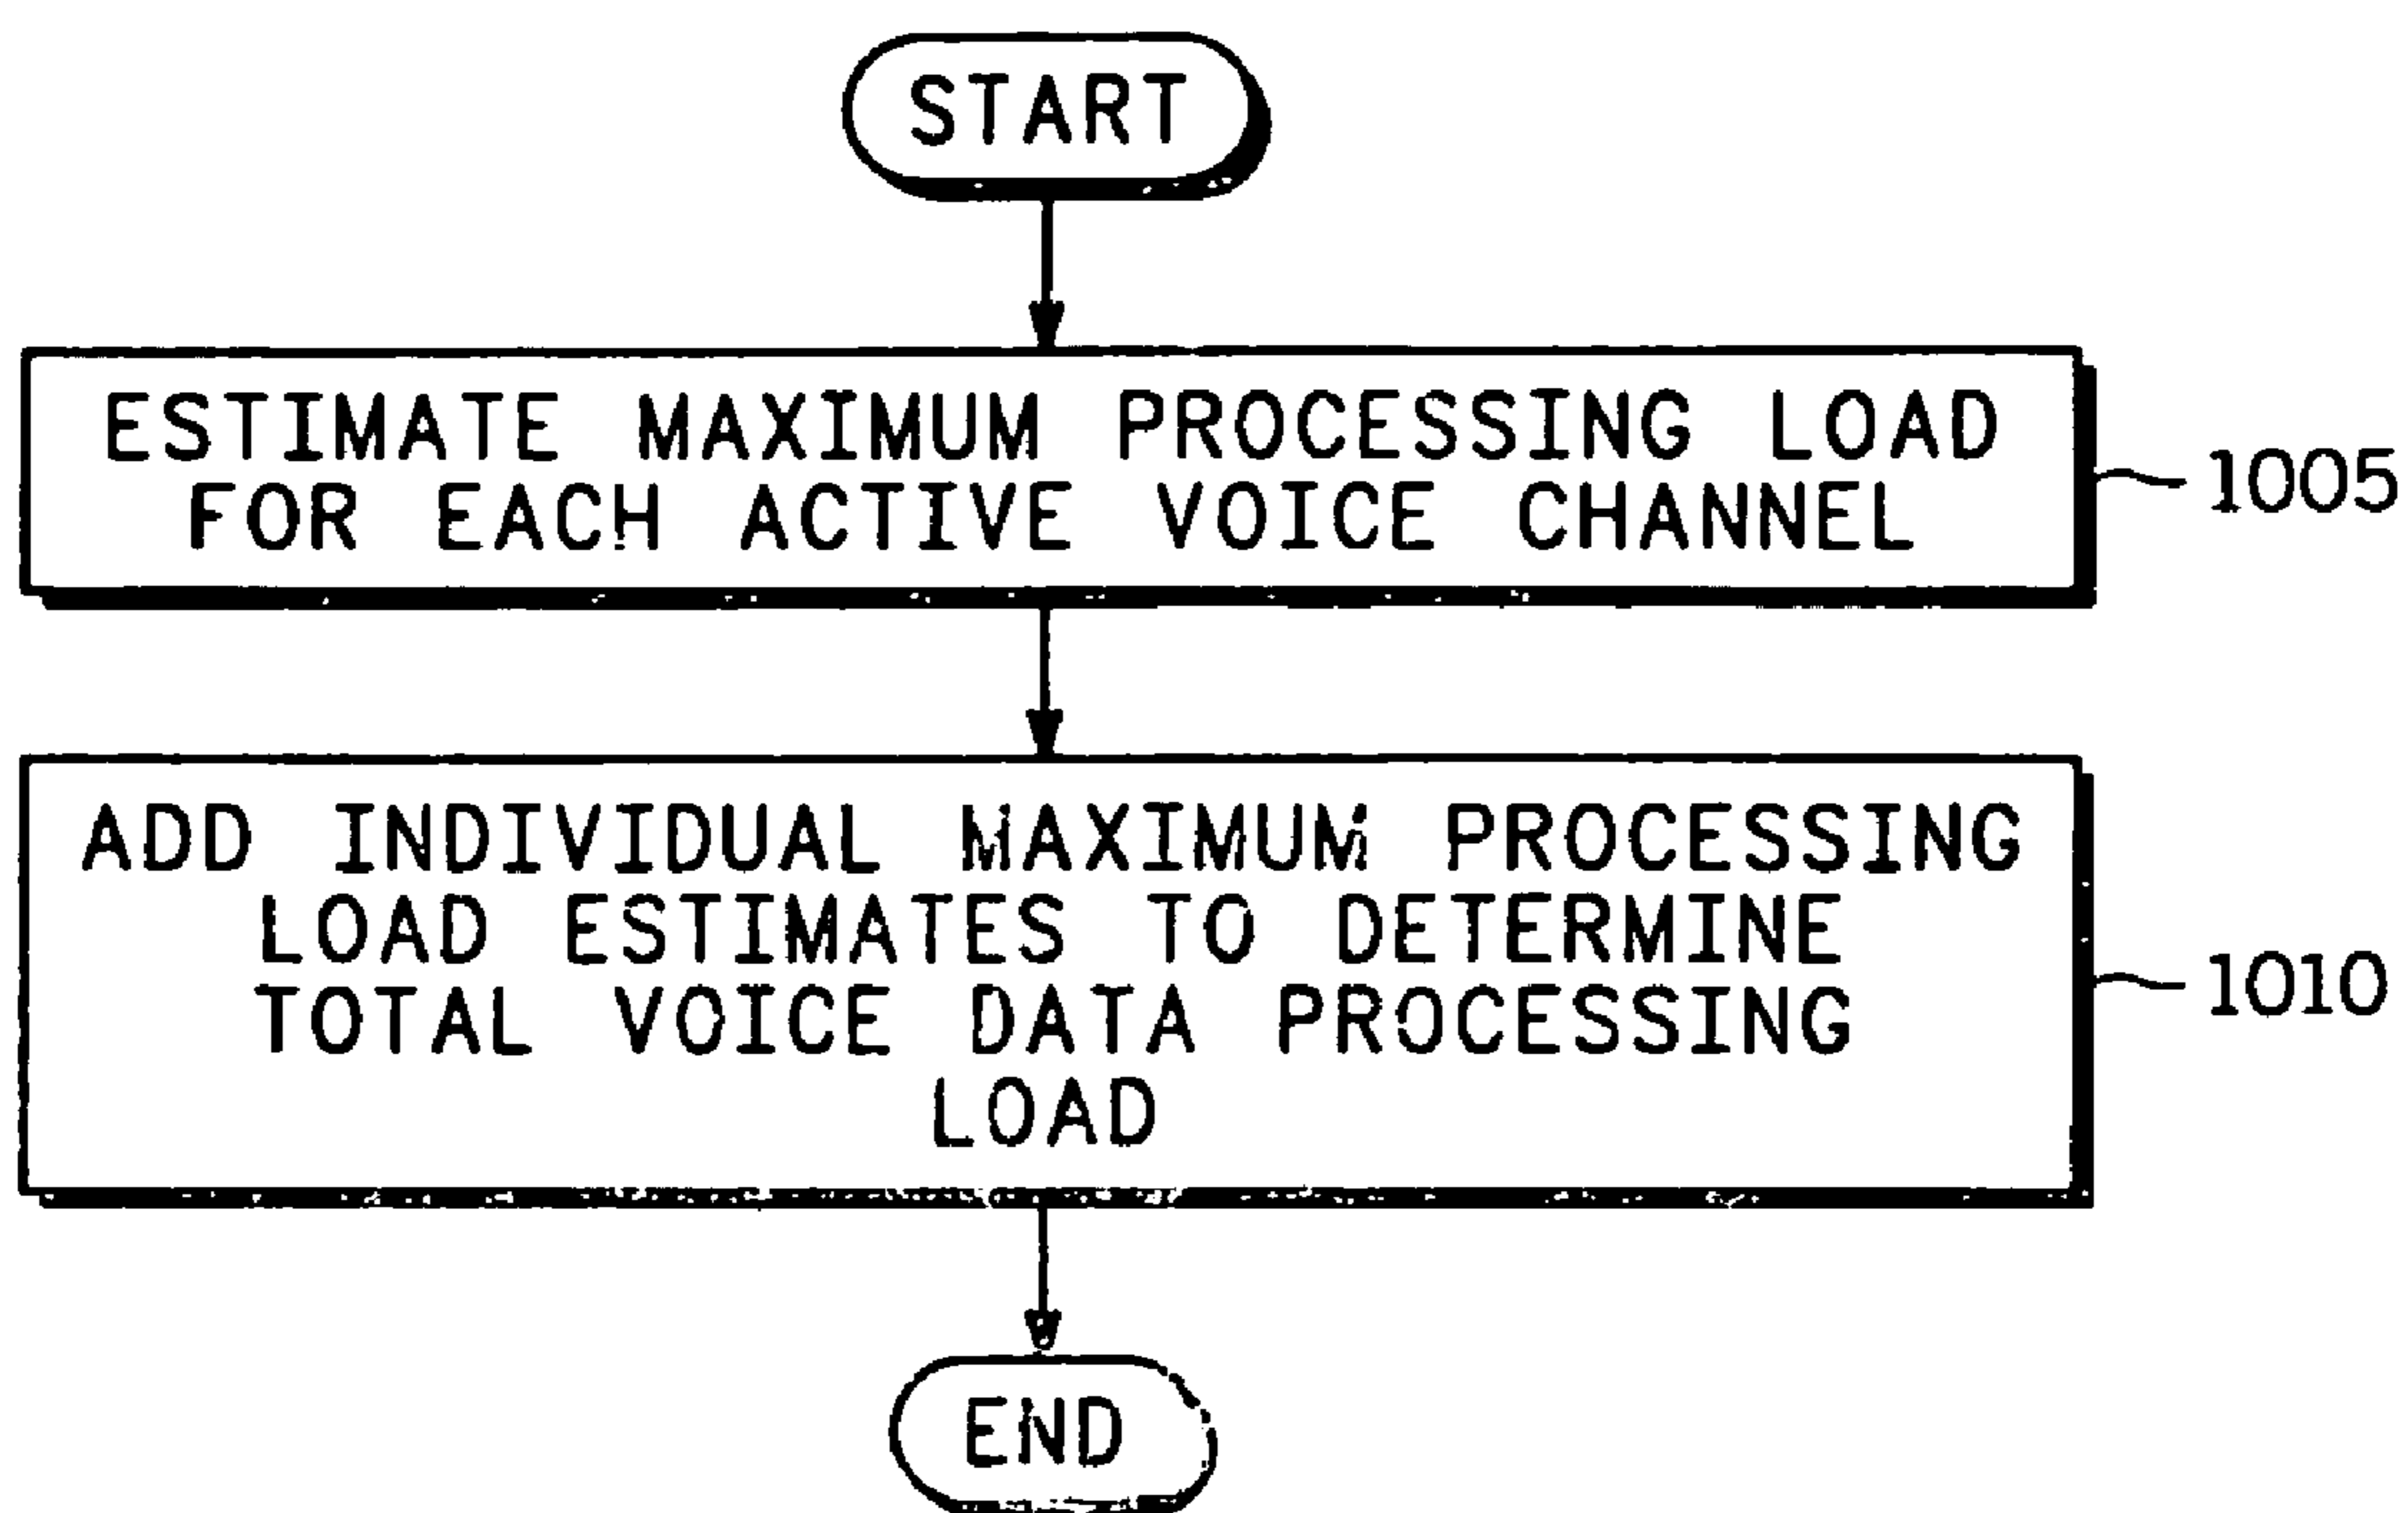 START
ESTIMATE MAXIMUM PROCESSING LOAD
FOR EACH ACTIVE VOICE CHANNEL
1005
ADD INDIVIDUAL MAXIMUM PROCESSING
LOAD ESTIMATES TO DETERMINE
TOTAL VOICE DATA PROCESSING
LOAD
1010
END